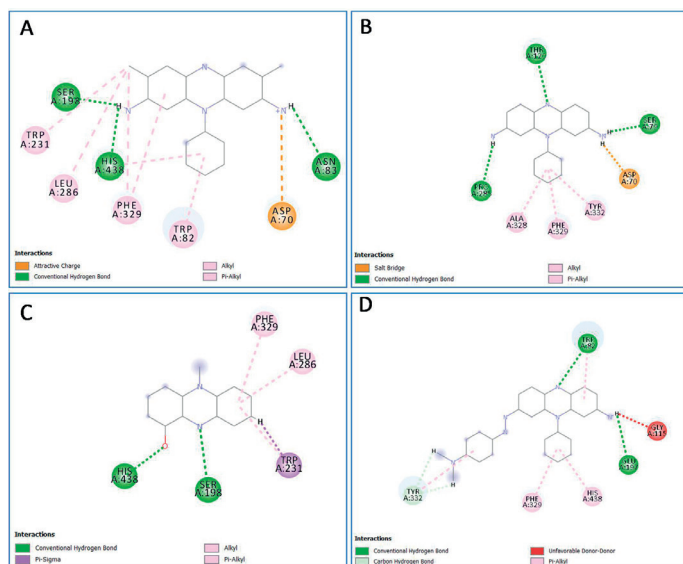 A
SER
A:198
H
N
N
N
N
H
TRP
A:231
HIS
A:438
ASN
A:83
LEU
A:286
PHE
A:329
TRP
A:82
ASP
A:70
Interactions
Attractive Charge
Conventional Hydrogen Bond
Alkyl
Pi-Alkyl
B
THR
N
N
N
H
N
H
H
ASP
A:70
TYR
A:332
ALA
A:328
PHE
A:329
Interactions
Salt Bridge
Conventional Hydrogen Bond
Alkyl
Pi-Alkyl
C
PHE
A:329
LEU
A:286
N
N
H
O
TRP
A:231
HIS
A:438
SER
A:198
Interactions
Conventional Hydrogen Bond
Pi-Sigma
Alkyl
Pi-Alkyl
D
A:82
N
N
N
N
N
H
N
H
H
GLY
TYR
A:332
GLU
PHE
A:329
HIS
A:438
Interactions
Conventional Hydrogen Bond
Carbon Hydrogen Bond
Unfavorable Donor-Donor
Pi-Alkyl